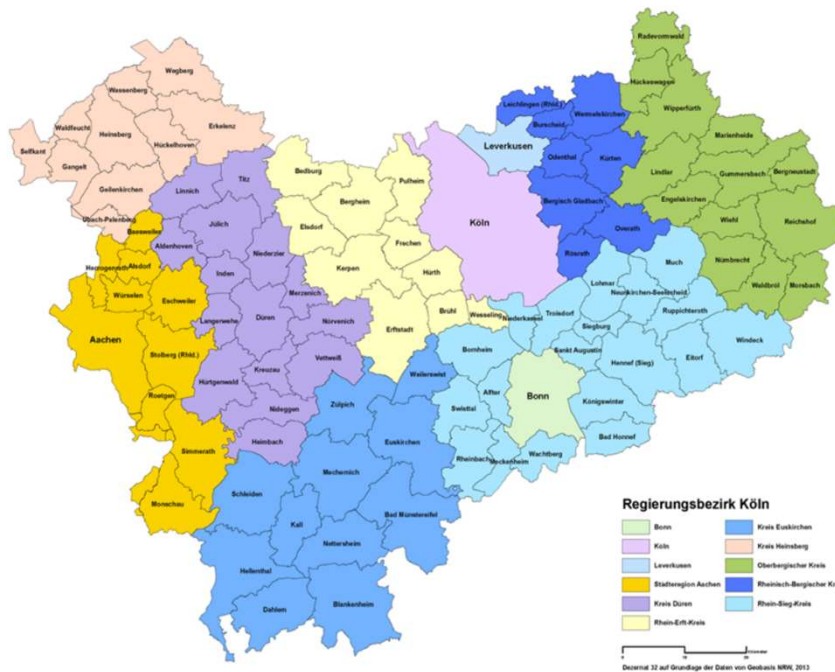 Radevormwald
Wegberg
Hückeswagen
Wassenberg
Leichlingen (Rhld.)
Wermelskirchen
Wipperfürth
Burscheid
Waldfeucht
Heinsberg
Erkelenz
Marienheide
Selfkant
Hückelhoven
Leverkusen
Odenthal
Kürten
Gangelt
Titz
Bedburg
Pulheim
Lindlar
Gummersbach
Bergneustadt
Geilenkirchen
Linnich
Bergheim
Bergisch Gladbach
Engelskirchen
Übach-Palenberg
Jülich
Elsdorf
Köln
Wiehl
Reichshof
Baesweiler
Aldenhoven
Niederzier
Frechen
Overath
Herzogenrath
Alsdorf
Inden
Kerpen
Hürth
Rösrath
Much
Nümbrecht
Würselen
Eschweiler
Merzenich
Lohmar
Neunkirchen-Seelscheid
Waldbröl
Morsbach
Langerwehe
Düren
Nörvenich
Brühl
Wesseling
Niederkassel
Troisdorf
Ruppichteroth
Aachen
Erftstadt
Siegburg
Windeck
Stolberg (Rhld.)
Kreuzau
Vettweiß
Bornheim
Sankt Augustin
Hennef (Sieg)
Eitorf
Hürtgenwald
Weilerswist
Alfter
Bonn
Roetgen
Nideggen
Zülpich
Swisttal
Königswinter
Simmerath
Heimbach
Euskirchen
Bad Honnef
Rheinbach
Meckenheim
Wachtberg
Mechernich
Monschau
Schleiden
Bad Münstereifel
Kall
Nettersheim
Hellenthal
Dahlem
Blankenheim
Regierungsbezirk Köln
Bonn
Kreis Euskirchen
Köln
Kreis Heinsberg
Leverkusen
Oberbergischer Kreis
Städteregion Aachen
Rheinisch-Bergischer Kr
Kreis Düren
Rhein-Sieg-Kreis
Rhein-Erft-Kreis
Dezernat 32 auf Grundlage der Daten von Geobasis NRW, 2013